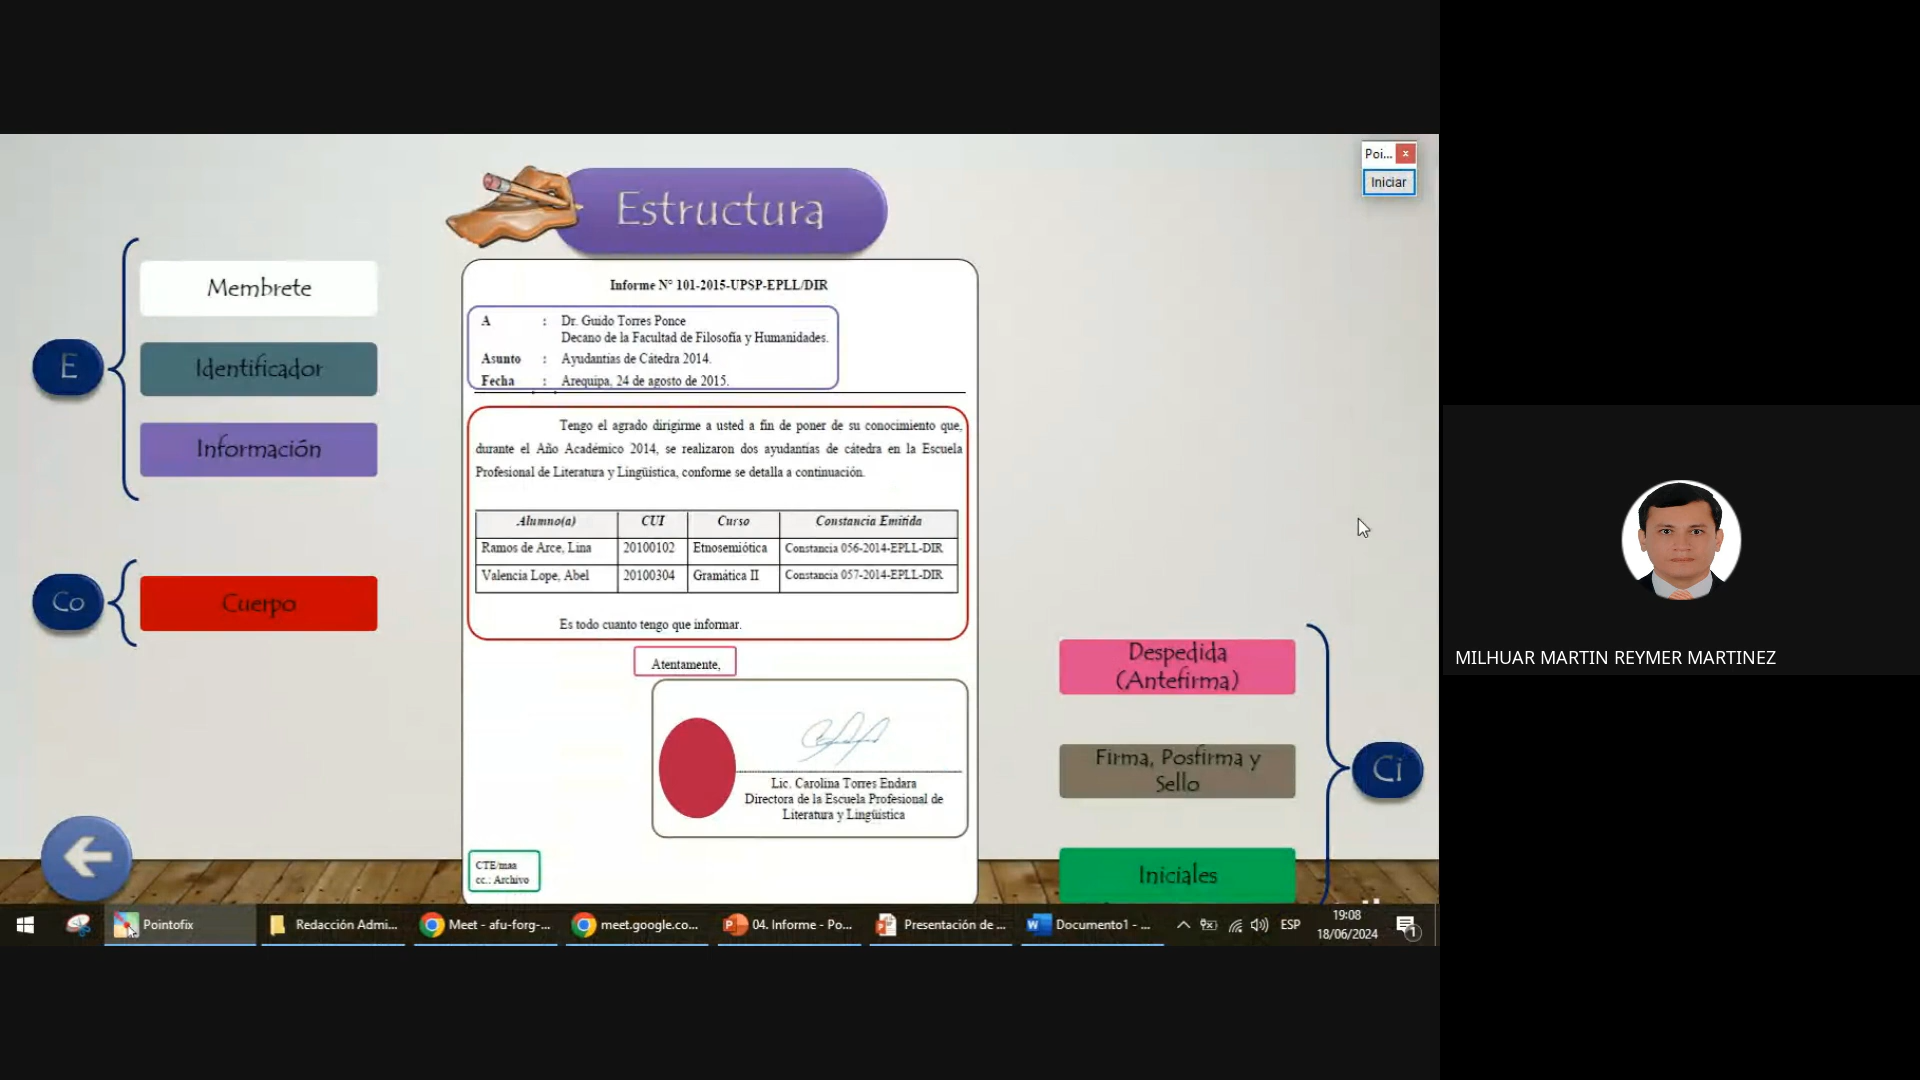 Poi...
Iniciar
Estructura
E
Membrete
Identificador
Información
Co
Cuerpo
Informe N° 101-2015-UPSP-EPLL/DIR
A : Dr. Guido Torres Ponce
Decano de la Facultad de Filosofía y Humanidades.
Asunto : Ayudantías de Cátedra 2014.
Fecha : Arequipa, 24 de agosto de 2015.
Tengo el agrado dirigirme a usted a fin de poner de su conocimiento que,
durante el Año Académico 2014, se realizaron dos ayudantías de cátedra en la Escuela
Profesional de Literatura y Lingüística, conforme se detalla a continuación.
Alumno(a) CUI Curso Constancia Emitida
Ramos de Arce, Lina 20100102 Etnosemiótica Constancia 056-2014-EPLL-DIR
Valencia Lope, Abel 20100304 Gramática II Constancia 057-2014-EPLL-DIR
Es todo cuanto tengo que informar.
Atentamente,
Lic. Carolina Torres Endara
Directora de la Escuela Profesional de
Literatura y Lingüística
CTE/maa
cc.: Archivo
Despedida
(Antefirma)
Firma, Posfirma y
Sello
Iniciales
Ci
MILHUAR MARTIN REYMER MARTINEZ
Pointofix
Redacción Admi...
Meet - afu-forg-...
meet.google.co...
04. Informe - Po...
Presentación de ...
Documento1 - ...
ESP
19:08
18/06/2024
1